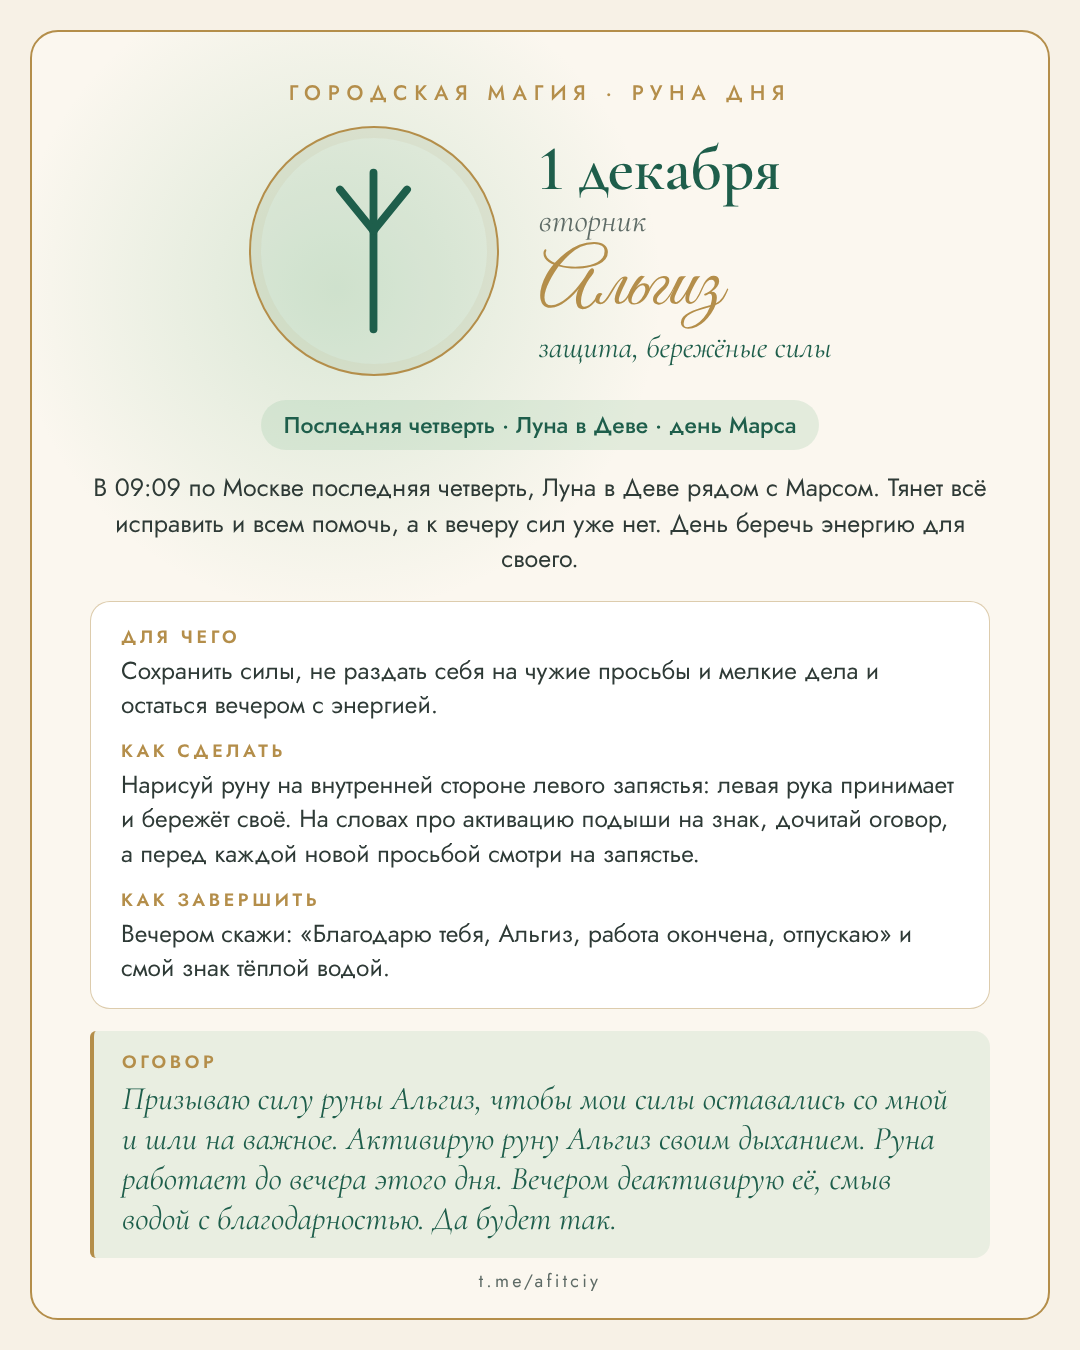 ГОРОДСКАЯ МАГИЯ · РУНА ДНЯ
1 декабря
вторник
Альгиз
защита, бережёные силы
Последняя четверть · Луна в Деве · день Марса
В 09:09 по Москве последняя четверть, Луна в Деве рядом с Марсом. Тянет всё
исправить и всем помочь, а к вечеру сил уже нет. День беречь энергию для
своего.
ДЛЯ ЧЕГО
Сохранить силы, не раздать себя на чужие просьбы и мелкие дела и
остаться вечером с энергией.
КАК СДЕЛАТЬ
Нарисуй руну на внутренней стороне левого запястья: левая рука принимает
и бережёт своё. На словах про активацию подыши на знак, дочитай оговор,
а перед каждой новой просьбой смотри на запястье.
КАК ЗАВЕРШИТЬ
Вечером скажи: «Благодарю тебя, Альгиз, работа окончена, отпускаю» и
смой знак тёплой водой.
ОГОВОР
Призываю силу руны Альгиз, чтобы мои силы оставались со мной
и шли на важное. Активирую руну Альгиз своим дыханием. Руна
работает до вечера этого дня. Вечером деактивирую её, смыв
водой с благодарностью. Да будет так.
t.me/afitciy